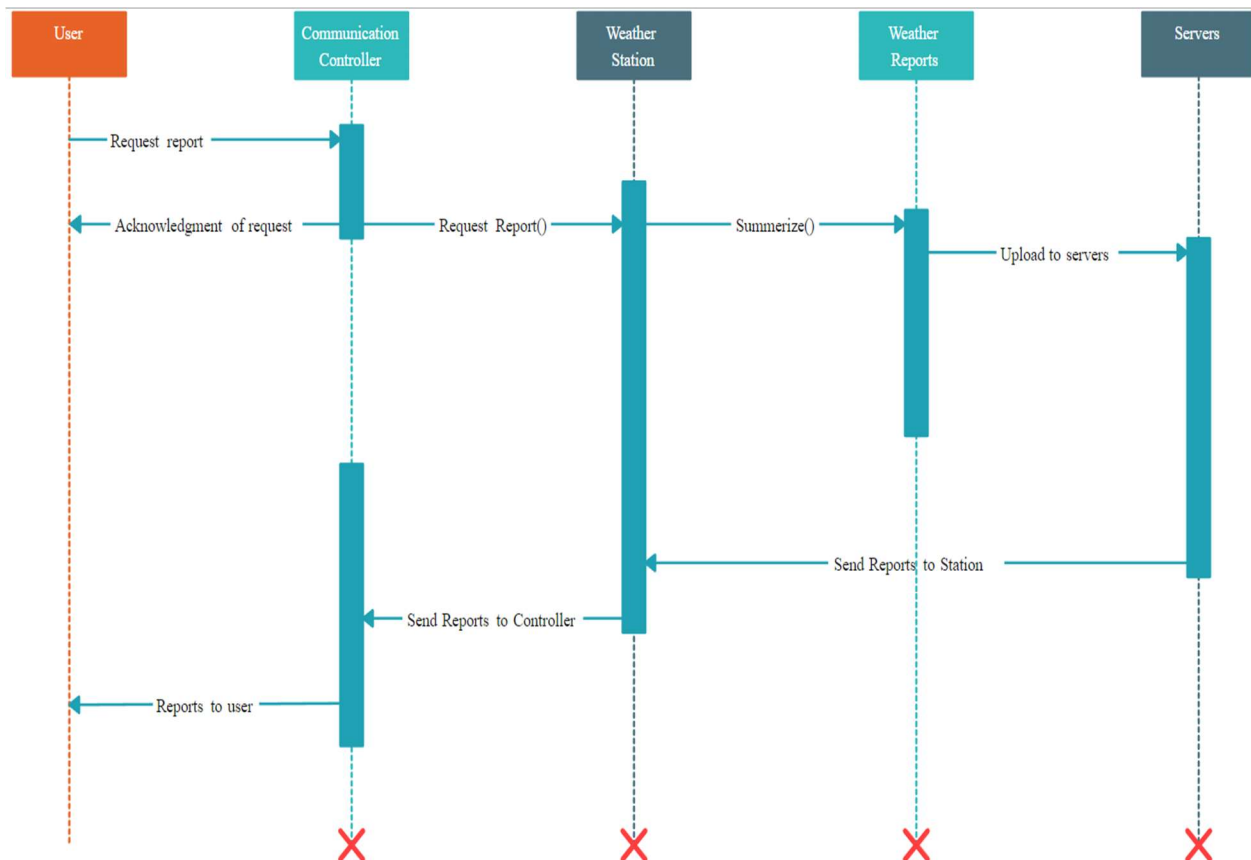 User
Communication
Controller
Weather
Station
Weather
Reports
Servers
Request report
Acknowledgment of request
Request Report()
Summerize()
Upload to servers
Send Reports to Station
Send Reports to Controller
Reports to user